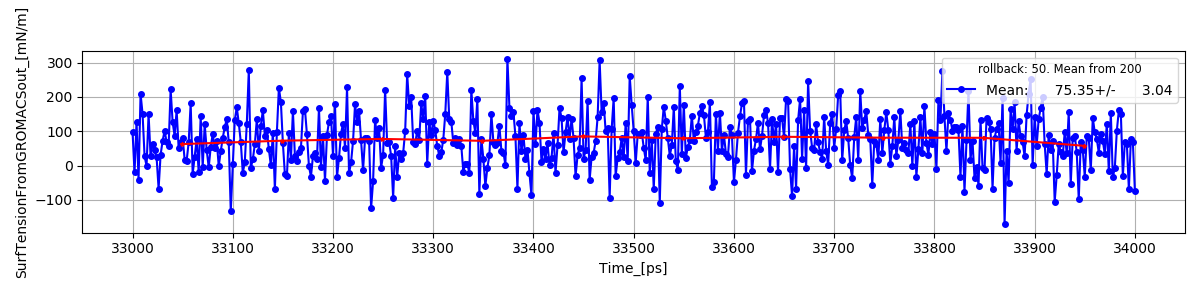 SurfTensionFromGROMACSout_[mN/m]
300
200
100
0
−100
rollback: 50. Mean from 200
Mean: 75.35+/- 3.04
33000 33100 33200 33300 33400 33500 33600 33700 33800 33900 34000
Time_[ps]